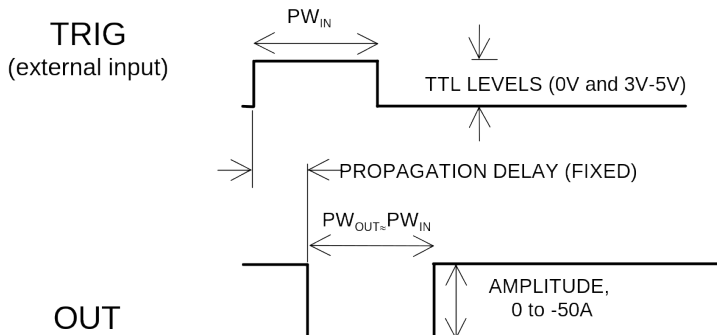 PW_IN
TRIG
(external input)
TTL LEVELS (0V and 3V-5V)
PROPAGATION DELAY (FIXED)
PW_OUT≈PW_IN
AMPLITUDE,
0 to -50A
OUT